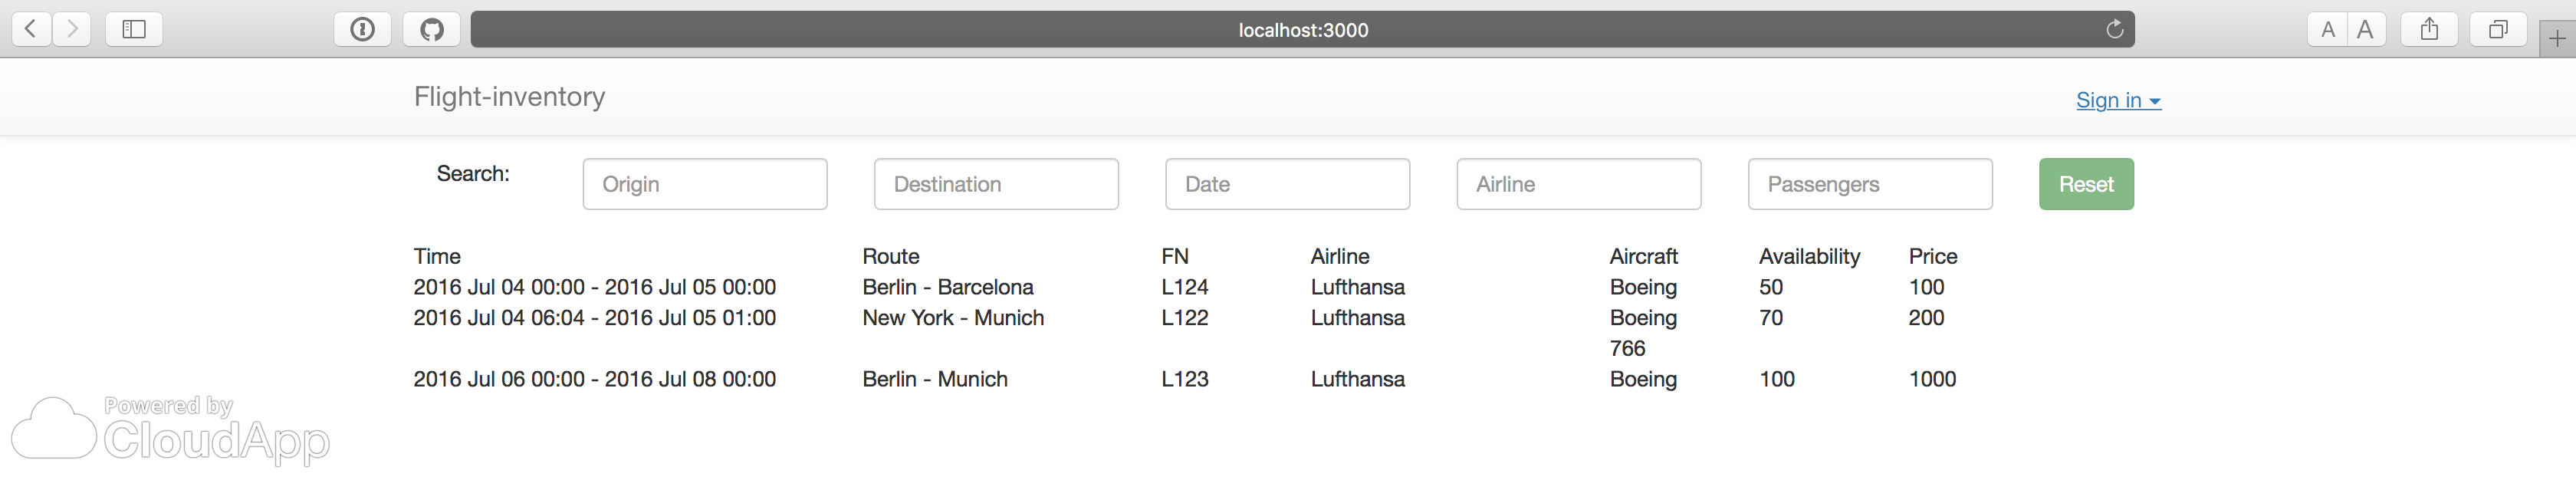 localhost:3000
A A
Flight-inventory
Sign in
Search: Origin Destination Date Airline Passengers Reset
Time Route FN Airline Aircraft Availability Price
2016 Jul 04 00:00 - 2016 Jul 05 00:00 Berlin - Barcelona L124 Lufthansa Boeing 50 100
2016 Jul 04 06:04 - 2016 Jul 05 01:00 New York - Munich L122 Lufthansa Boeing 70 200
766
2016 Jul 06 00:00 - 2016 Jul 08 00:00 Berlin - Munich L123 Lufthansa Boeing 100 1000
Powered by
CloudApp